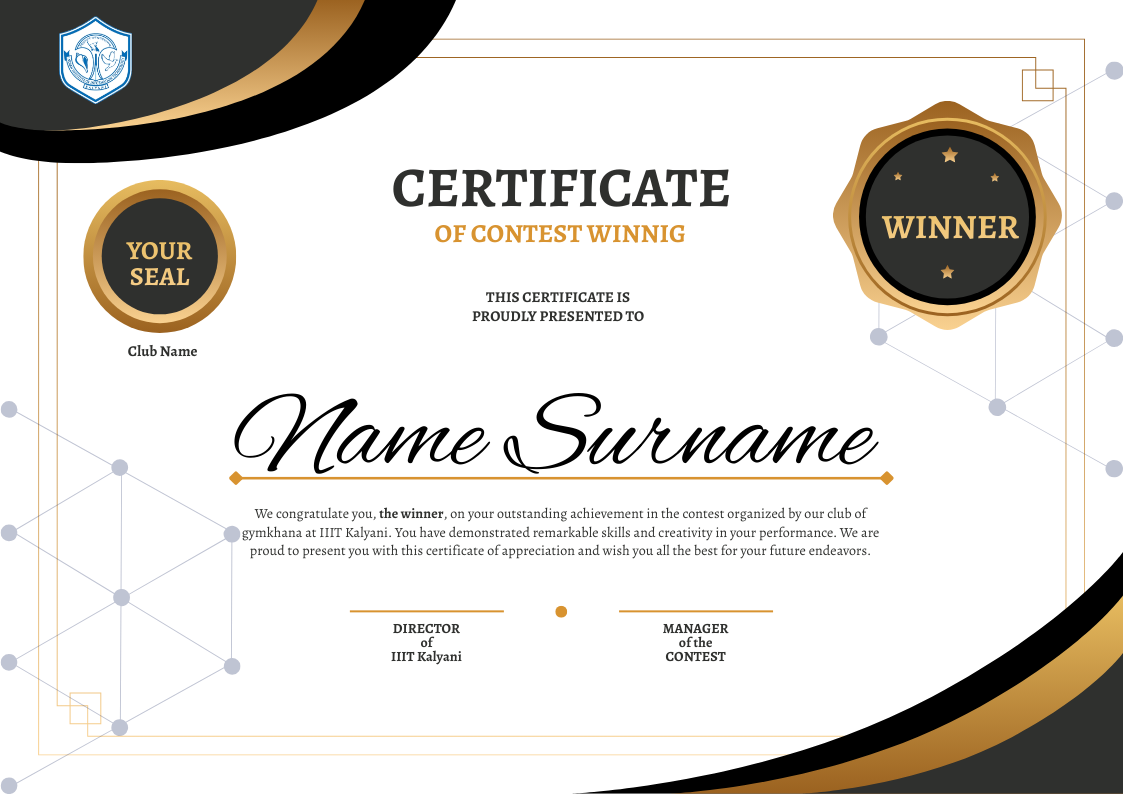 CERTIFICATE
OF CONTEST WINNIG
YOUR
SEAL
Club Name
WINNER
THIS CERTIFICATE IS
PROUDLY PRESENTED TO
Name Surname
We congratulate you, the winner, on your outstanding achievement in the contest organized by our club of
gymkhana at IIIT Kalyani. You have demonstrated remarkable skills and creativity in your performance. We are
proud to present you with this certificate of appreciation and wish you all the best for your future endeavors.
DIRECTOR
of
IIIT Kalyani
MANAGER
of the
CONTEST